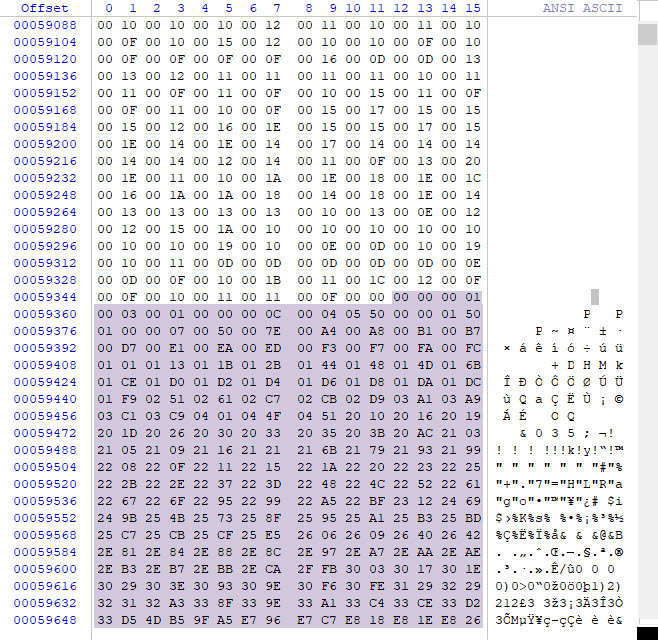 Offset 0 1 2 3 4 5 6 7 8 9 10 11 12 13 14 15 ANSI ASCII
00059088 00 10 00 10 00 10 00 12 00 11 00 10 00 11 00 10
00059104 00 0F 00 10 00 15 00 12 00 10 00 10 00 0F 00 10
00059120 00 0F 00 0F 00 0F 00 0F 00 16 00 0D 00 0D 00 13
00059136 00 13 00 12 00 11 00 11 00 11 00 11 00 10 00 11
00059152 00 11 00 0F 00 11 00 0F 00 10 00 15 00 11 00 0F
00059168 00 0F 00 11 00 10 00 0F 00 15 00 17 00 15 00 15
00059184 00 15 00 12 00 16 00 1E 00 15 00 15 00 17 00 15
00059200 00 1E 00 14 00 1E 00 14 00 17 00 14 00 14 00 14
00059216 00 14 00 14 00 12 00 14 00 11 00 0F 00 13 00 20
00059232 00 1E 00 11 00 10 00 1A 00 1E 00 18 00 1E 00 1C
00059248 00 16 00 1A 00 1A 00 18 00 14 00 18 00 1E 00 14
00059264 00 13 00 13 00 13 00 13 00 10 00 13 00 0E 00 12
00059280 00 12 00 15 00 1A 00 10 00 10 00 10 00 10 00 10
00059296 00 10 00 10 00 19 00 10 00 0E 00 0D 00 10 00 19
00059312 00 10 00 11 00 0D 00 0D 00 0D 00 0D 00 0D 00 0E
00059328 00 0D 00 0F 00 10 00 1B 00 11 00 1C 00 12 00 0F
00059344 00 0F 00 10 00 11 00 11 00 0F 00 00 00 00 00 01
00059360 00 03 00 01 00 00 00 0C 00 04 05 50 00 00 01 50 P P
00059376 01 00 00 07 00 50 00 7E 00 A4 00 A8 00 B1 00 B7 P ~ ¤ ¨ ± ·
00059392 00 D7 00 E1 00 EA 00 ED 00 F3 00 F7 00 FA 00 FC × á ê í ó ÷ ú ü
00059408 01 01 01 13 01 1B 01 2B 01 44 01 48 01 4D 01 6B + D H M k
00059424 01 CE 01 D0 01 D2 01 D4 01 D6 01 D8 01 DA 01 DC Î Ð Ò Ô Ö Ø Ú Ü
00059440 01 F9 02 51 02 61 02 C7 02 CB 02 D9 03 A1 03 A9 ù Q a Ç Ë Ù ¡ ©
00059456 03 C1 03 C9 04 01 04 4F 04 51 20 10 20 16 20 19 Á É O Q
00059472 20 1D 20 26 20 30 20 33 20 35 20 3B 20 AC 21 03 & 0 3 5 ; ¬!
00059488 21 05 21 09 21 16 21 21 21 6B 21 79 21 93 21 99 ! ! ! !!!k!y!“!™
00059504 22 08 22 0F 22 11 22 15 22 1A 22 20 22 23 22 25 " " " " " " "#"%
00059520 22 2B 22 2E 22 37 22 3D 22 48 22 4C 22 52 22 61 "+"."7"="H"L"R"a
00059536 22 67 22 6F 22 95 22 99 22 A5 22 BF 23 12 24 69 "g"o"•"™"¥"¿# $i
00059552 24 9B 25 4B 25 73 25 8F 25 95 25 A1 25 B3 25 BD $›%K%s% %•%¡%³%½
00059568 25 C7 25 CB 25 CF 25 E5 26 06 26 09 26 40 26 42 %Ç%Ë%Ï%å& & &@&B
00059584 2E 81 2E 84 2E 88 2E 8C 2E 97 2E A7 2E AA 2E AE . .„.ˆ.Œ.—.§.ª.®
00059600 2E B3 2E B7 2E BB 2E CA 2F FB 30 03 30 17 30 1E .³.·.».Ê/û0 0 0
00059616 30 29 30 3E 30 93 30 9E 30 F6 30 FE 31 29 32 29 0)0>0“0ž0ö0þ1)2)
00059632 32 31 32 A3 33 8F 33 9E 33 A1 33 C4 33 CE 33 D2 212£3 3ž3¡3Ä3Î3Ò
00059648 33 D5 4D B5 9F A5 E7 96 E7 C7 E8 18 E8 1E E8 26 3ÕMµŸ¥ç–çÇè è è&